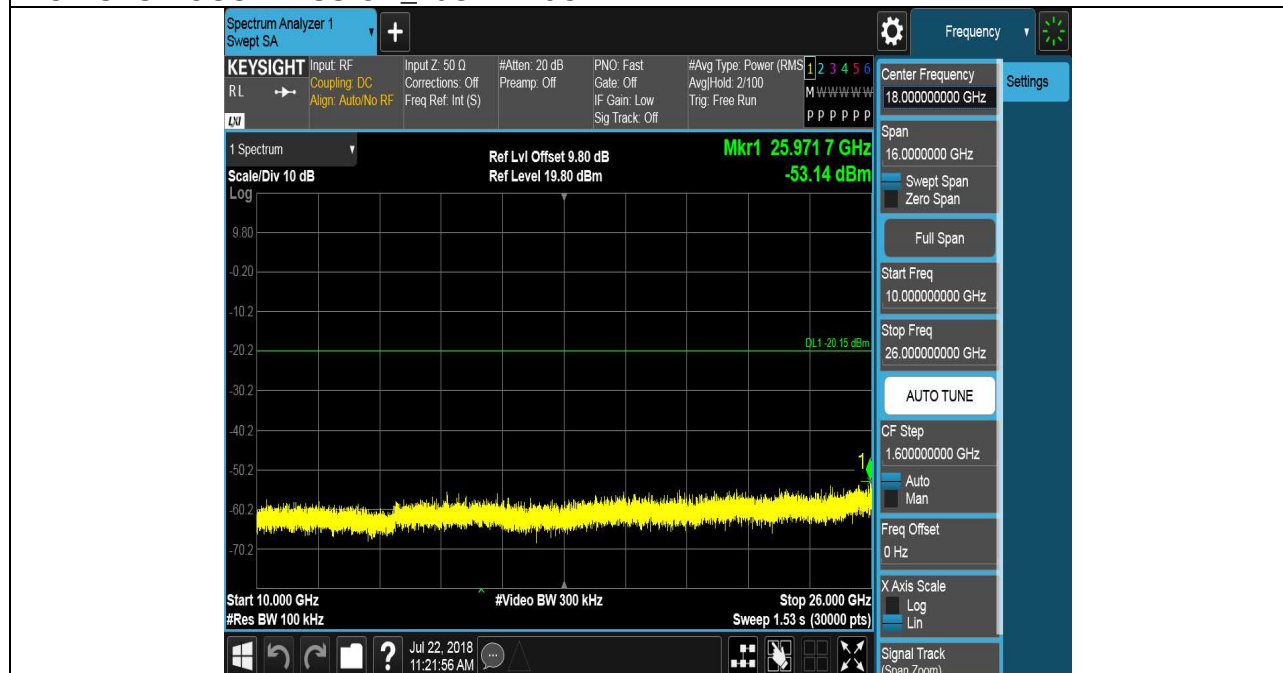 Spectrum Analyzer 1
Swept SA
+
Frequency
KEYSIGHT
Input: RF
Coupling: DC
Align: Auto/No RF
Input Z: 50 Ω
Corrections: Off
Freq Ref: Int (S)
#Atten: 20 dB
Preamp: Off
PNO: Fast
Gate: Off
IF Gain: Low
Sig Track: Off
#Avg Type: Power (RMS
Avg|Hold: 2/100
Trig: Free Run
1 2 3 4 5 6
M W W W W W
P P P P P P
R L
LXI
Center Frequency
18.000000000 GHz
Settings
Span
16.0000000 GHz
Swept Span
Zero Span
Full Span
Start Freq
10.000000000 GHz
Stop Freq
26.000000000 GHz
AUTO TUNE
CF Step
1.600000000 GHz
Auto
Man
Freq Offset
0 Hz
X Axis Scale
Log
Lin
Signal Track
(Span Zoom)
1 Spectrum
Scale/Div 10 dB
Ref Lvl Offset 9.80 dB
Ref Level 19.80 dBm
Mkr1 25.971 7 GHz
-53.14 dBm
Log
9.80
-0.20
-10.2
-20.2
DL1 -20.15 dBm
-30.2
-40.2
-50.2
1
-60.2
-70.2
Start 10.000 GHz
#Res BW 100 kHz
#Video BW 300 kHz
Stop 26.000 GHz
Sweep 1.53 s (30000 pts)
?
Jul 22, 2018
11:21:56 AM